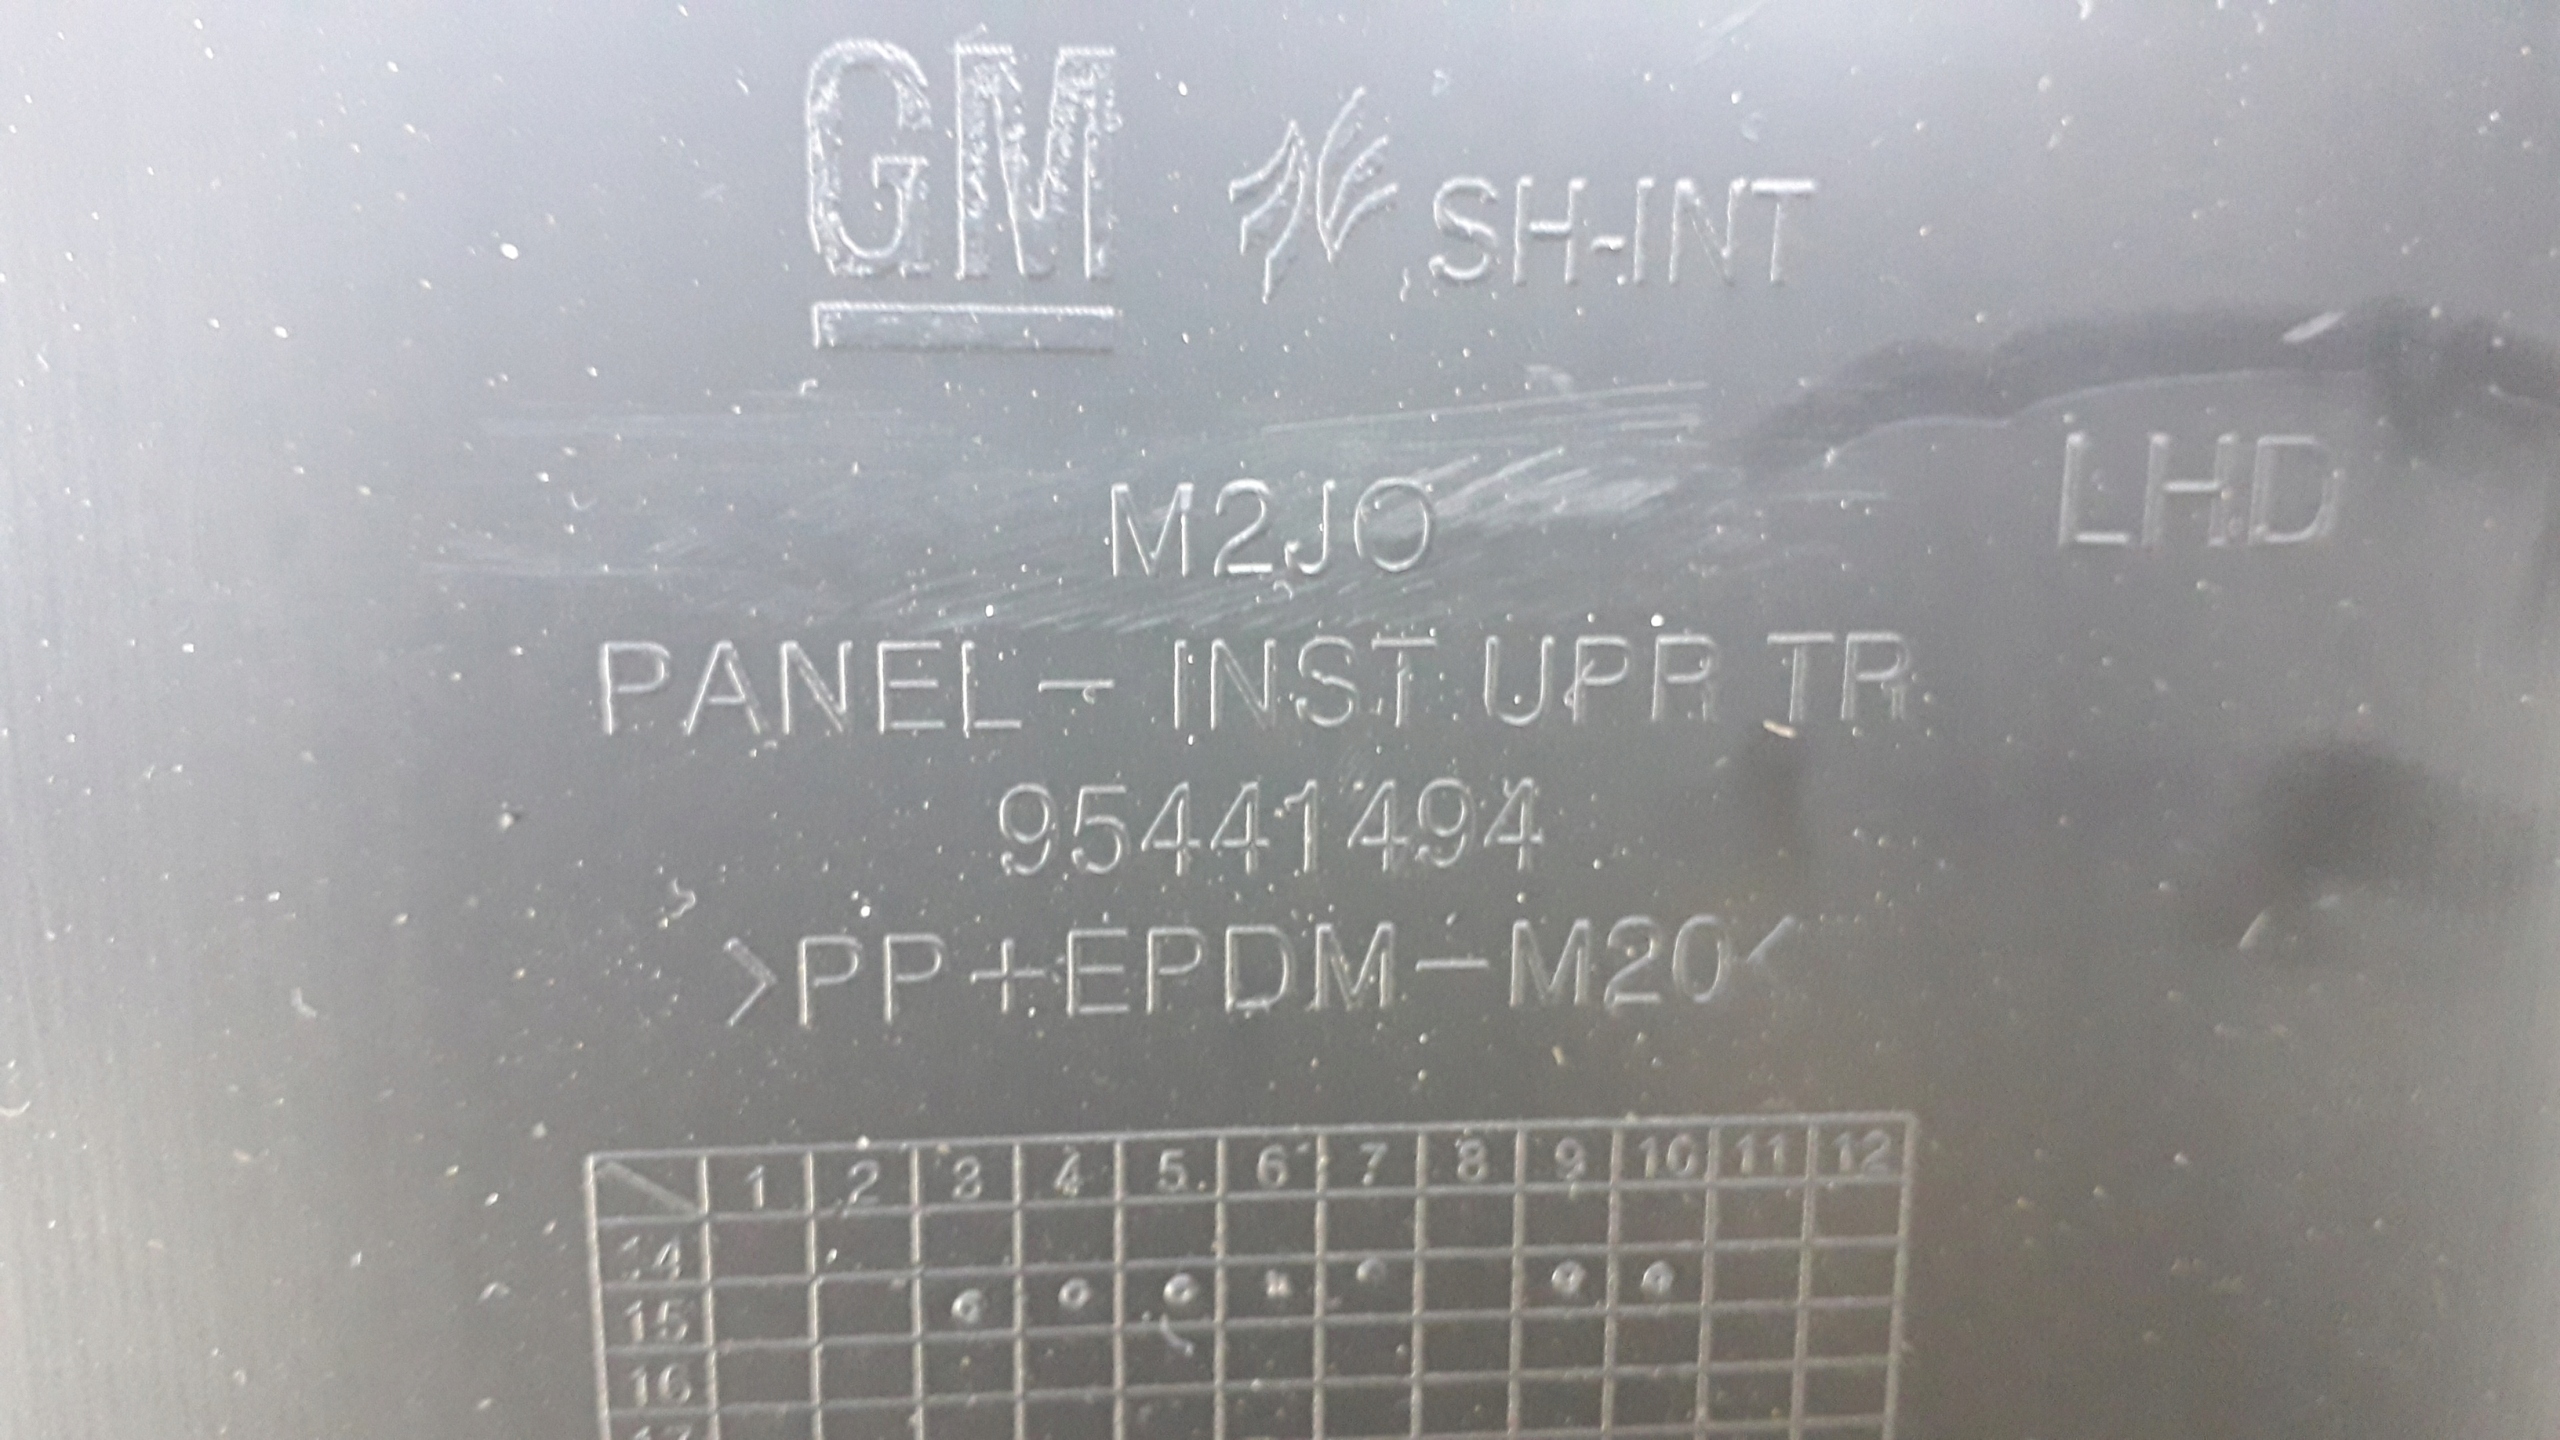 GM SH-INT
M2JO LHD
PANEL- INST UPR TR
95441494
>PP+EPDM-M20<
1 2 3 4 5 6 7 8 9 10 11 12
14
15
16
17